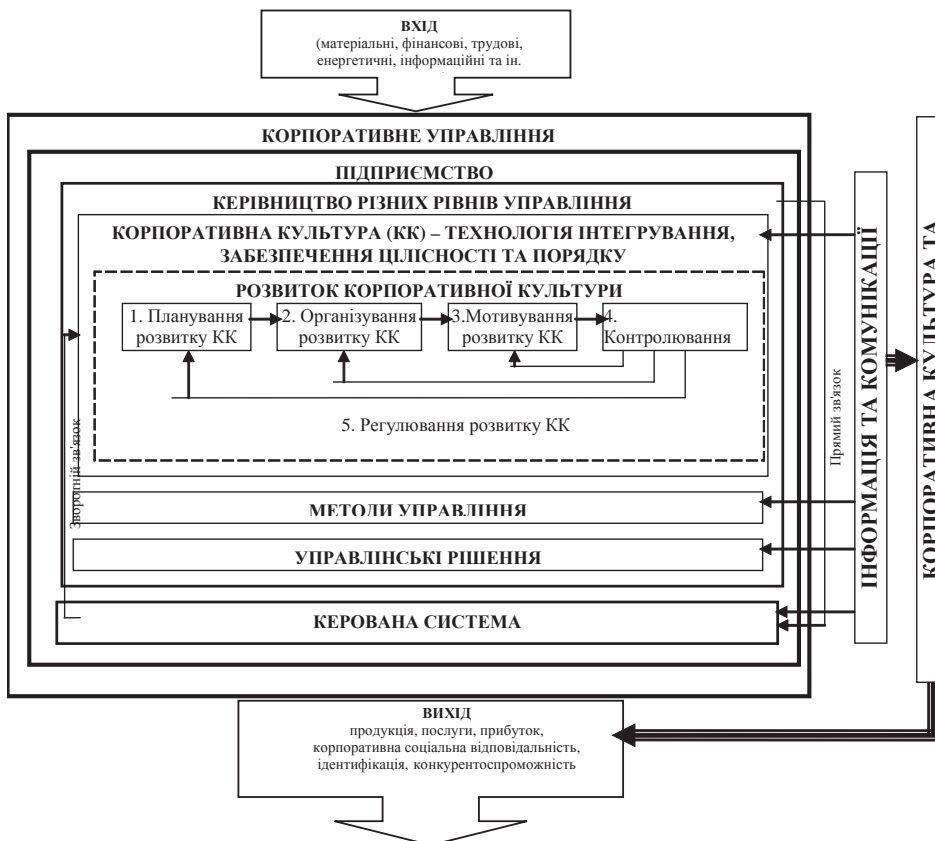 ВХІД
(матеріальні, фінансові, трудові,
енергетичні, інформаційні та ін.
КОРПОРАТИВНЕ УПРАВЛІННЯ
ПІДПРИЄМСТВО
КЕРІВНИЦТВО РІЗНИХ РІВНІВ УПРАВЛІННЯ
КОРПОРАТИВНА КУЛЬТУРА (КК) – ТЕХНОЛОГІЯ ІНТЕГРУВАННЯ,
ЗАБЕЗПЕЧЕННЯ ЦІЛІСНОСТІ ТА ПОРЯДКУ
РОЗВИТОК КОРПОРАТИВНОЇ КУЛЬТУРИ
1. Планування
розвитку КК
2. Організування
розвитку КК
3.Мотивування
розвитку КК
4.
Контролювання
5. Регулювання розвитку КК
МЕТОДИ УПРАВЛІННЯ
УПРАВЛІНСЬКІ РІШЕННЯ
КЕРОВАНА СИСТЕМА
Зворотній зв'язок
Прямий зв'язок
ІНФОРМАЦІЯ ТА КОМУНІКАЦІЇ
КОРПОРАТИВНА КУЛЬТУРА ТА
ВИХІД
продукція, послуги, прибуток,
корпоративна соціальна відповідальність,
ідентифікація, конкурентоспроможність